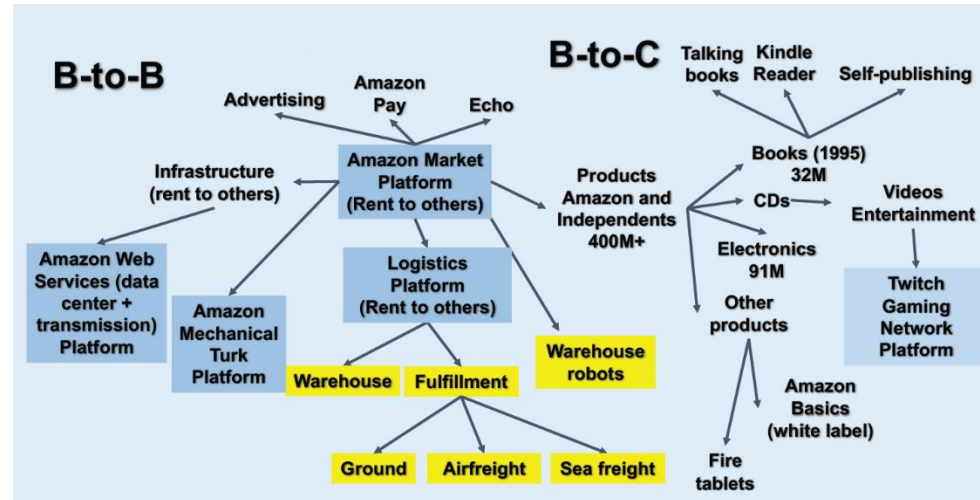 B-to-B
Advertising
Amazon
Pay
Echo
Infrastructure
(rent to others)
Amazon Market
Platform
(Rent to others)
Amazon Web
Services (data
center +
transmission)
Platform
Amazon
Mechanical
Turk
Platform
Logistics
Platform
(Rent to others)
Warehouse
Fulfillment
Warehouse
robots
Ground
Airfreight
Sea freight
B-to-C
Talking
books
Kindle
Reader
Self-publishing
Products
Amazon and
Independents
400M+
Books (1995)
32M
CDs
Videos
Entertainment
Electronics
91M
Other
products
Twitch
Gaming
Network
Platform
Amazon
Basics
(white label)
Fire
tablets